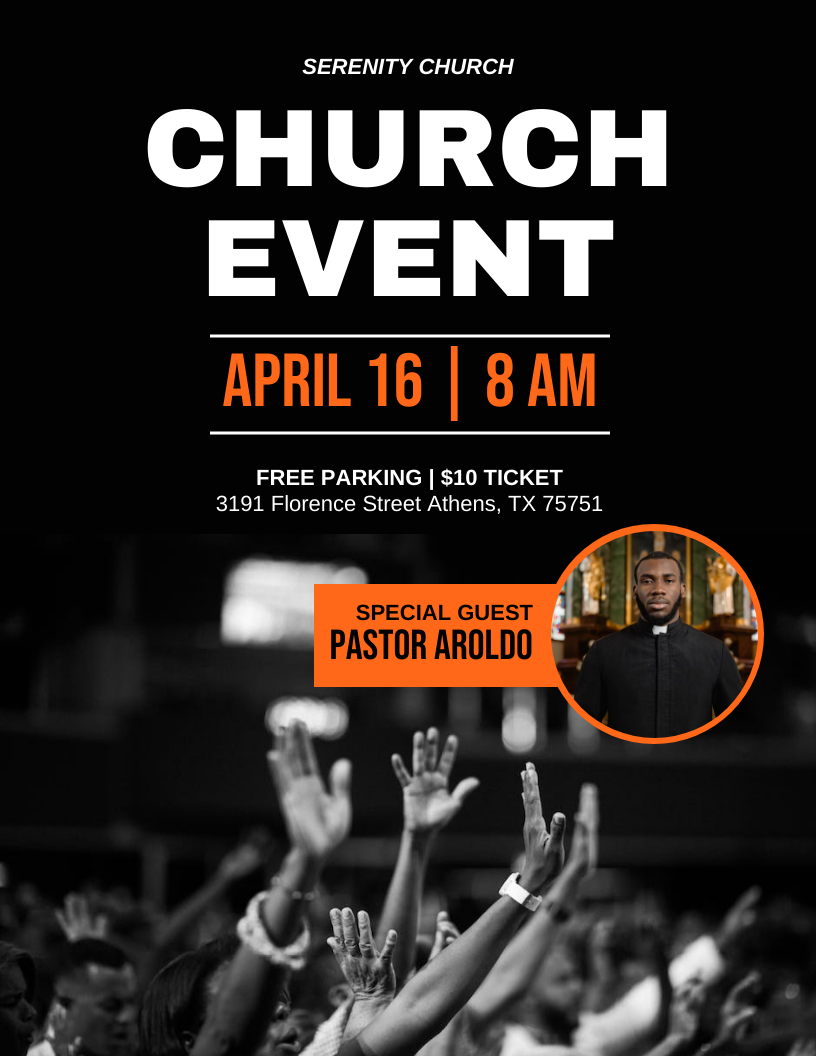 SERENITY CHURCH
CHURCH
EVENT
APRIL 16 | 8 AM
FREE PARKING | $10 TICKET
3191 Florence Street Athens, TX 75751
SPECIAL GUEST
PASTOR AROLDO